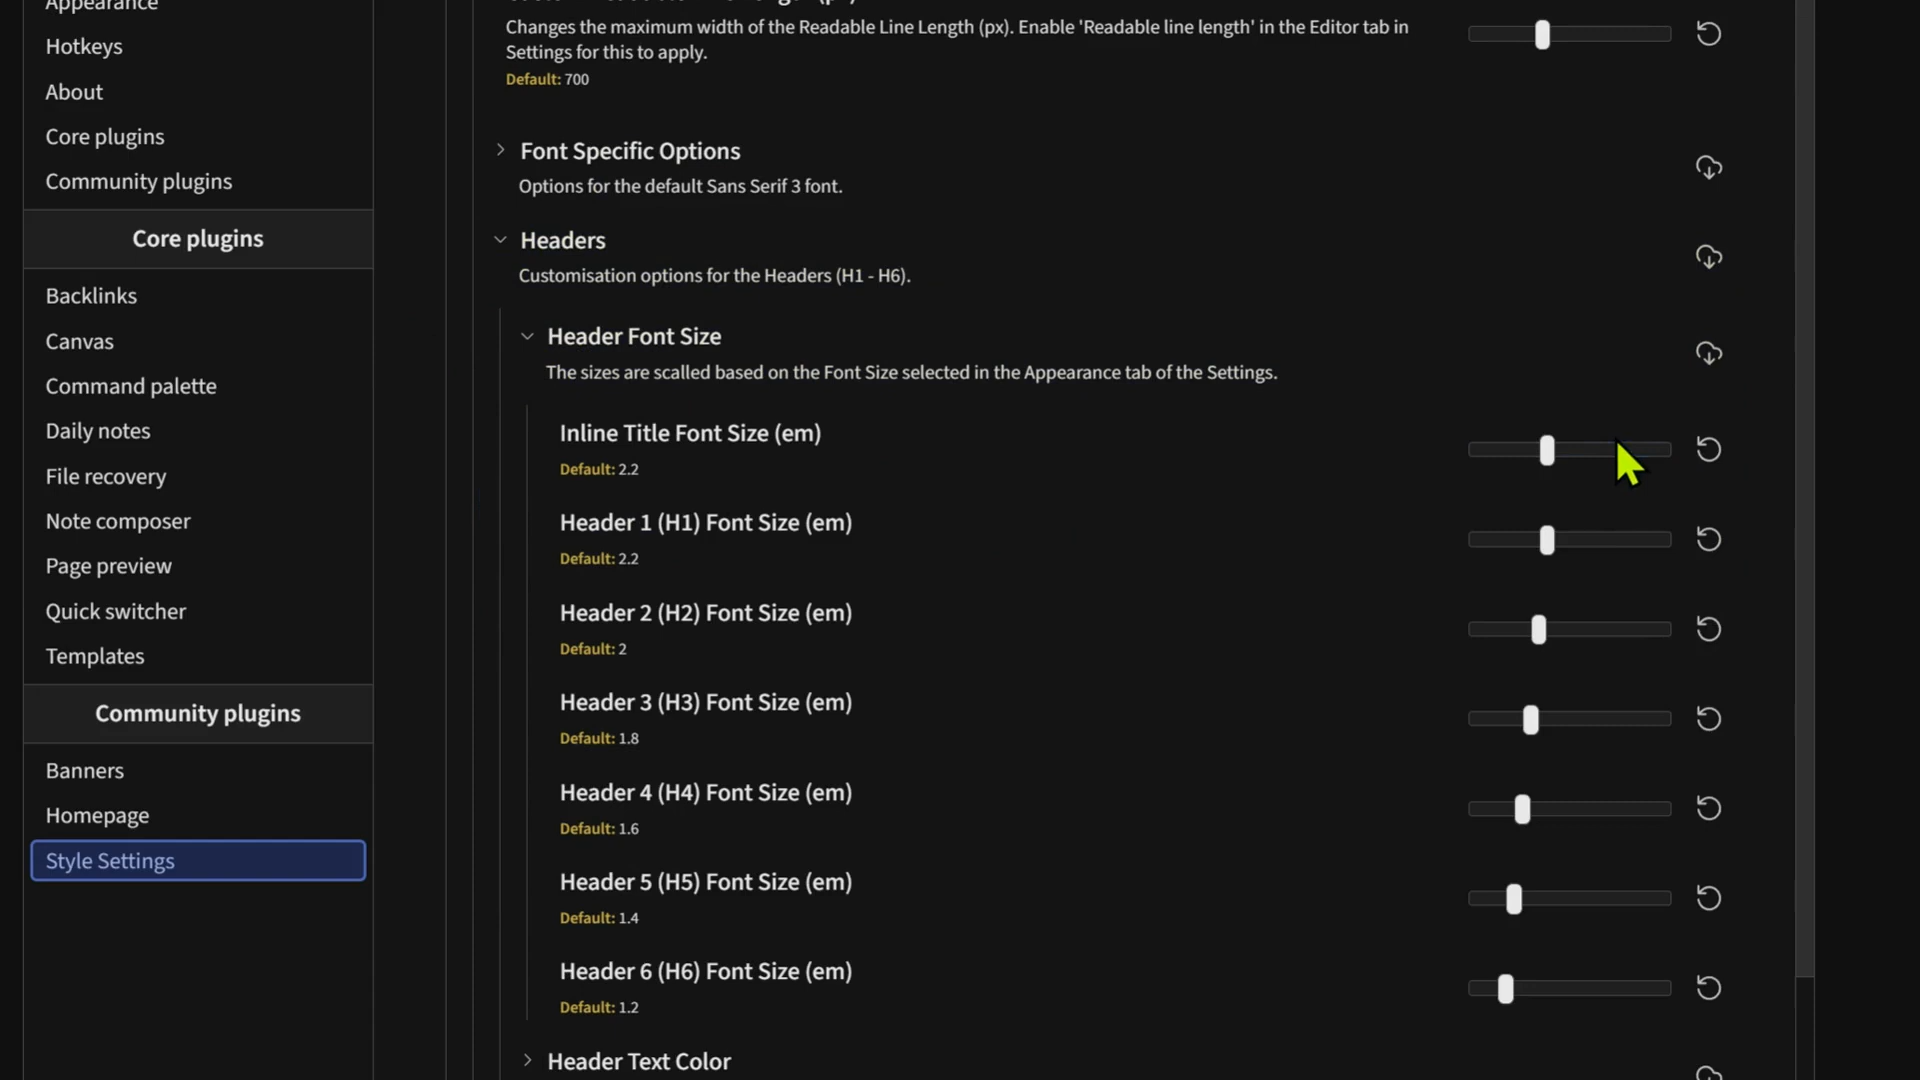 Appearance
Hotkeys
About
Core plugins
Community plugins
Core plugins
Backlinks
Canvas
Command palette
Daily notes
File recovery
Note composer
Page preview
Quick switcher
Templates
Community plugins
Banners
Homepage
Style Settings
Changes the maximum width of the Readable Line Length (px). Enable 'Readable line length' in the Editor tab in
Settings for this to apply.
Default: 700
Font Specific Options
Options for the default Sans Serif 3 font.
Headers
Customisation options for the Headers (H1 - H6).
Header Font Size
The sizes are scalled based on the Font Size selected in the Appearance tab of the Settings.
Inline Title Font Size (em)
Default: 2.2
Header 1 (H1) Font Size (em)
Default: 2.2
Header 2 (H2) Font Size (em)
Default: 2
Header 3 (H3) Font Size (em)
Default: 1.8
Header 4 (H4) Font Size (em)
Default: 1.6
Header 5 (H5) Font Size (em)
Default: 1.4
Header 6 (H6) Font Size (em)
Default: 1.2
Header Text Color